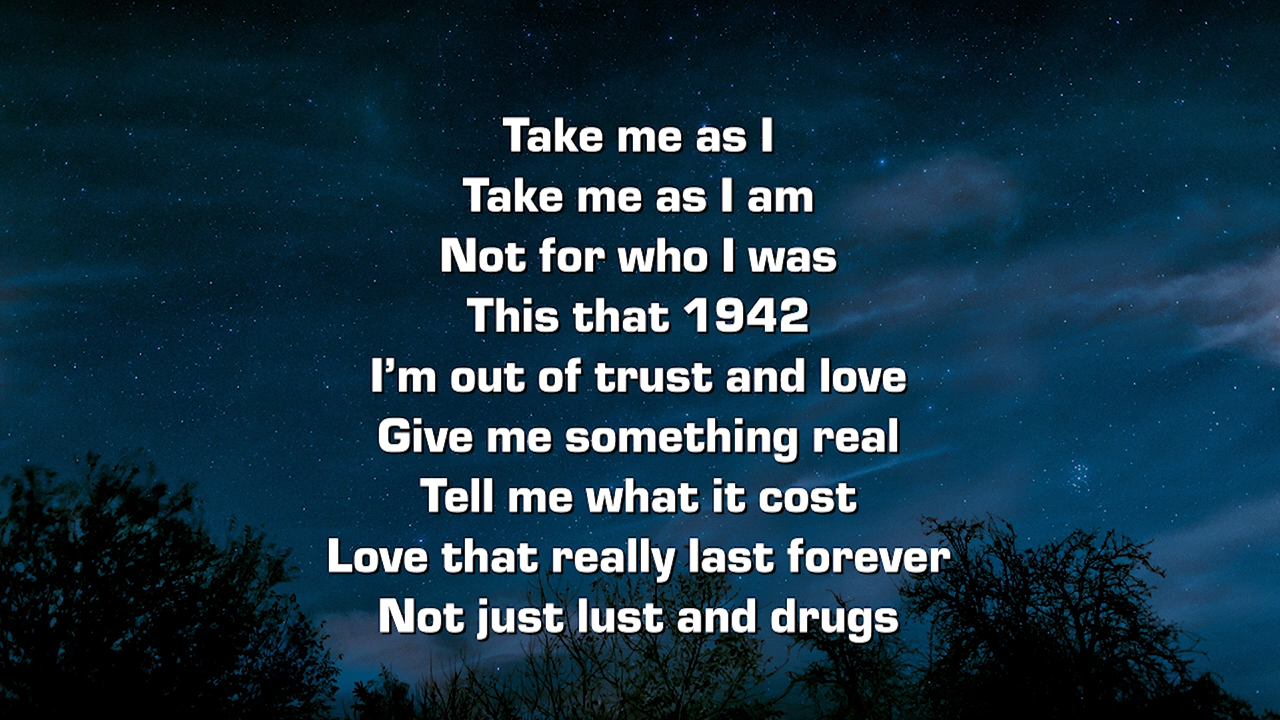 Take me as I
Take me as I am
Not for who I was
This that 1942
I’m out of trust and love
Give me something real
Tell me what it cost
Love that really last forever
Not just lust and drugs